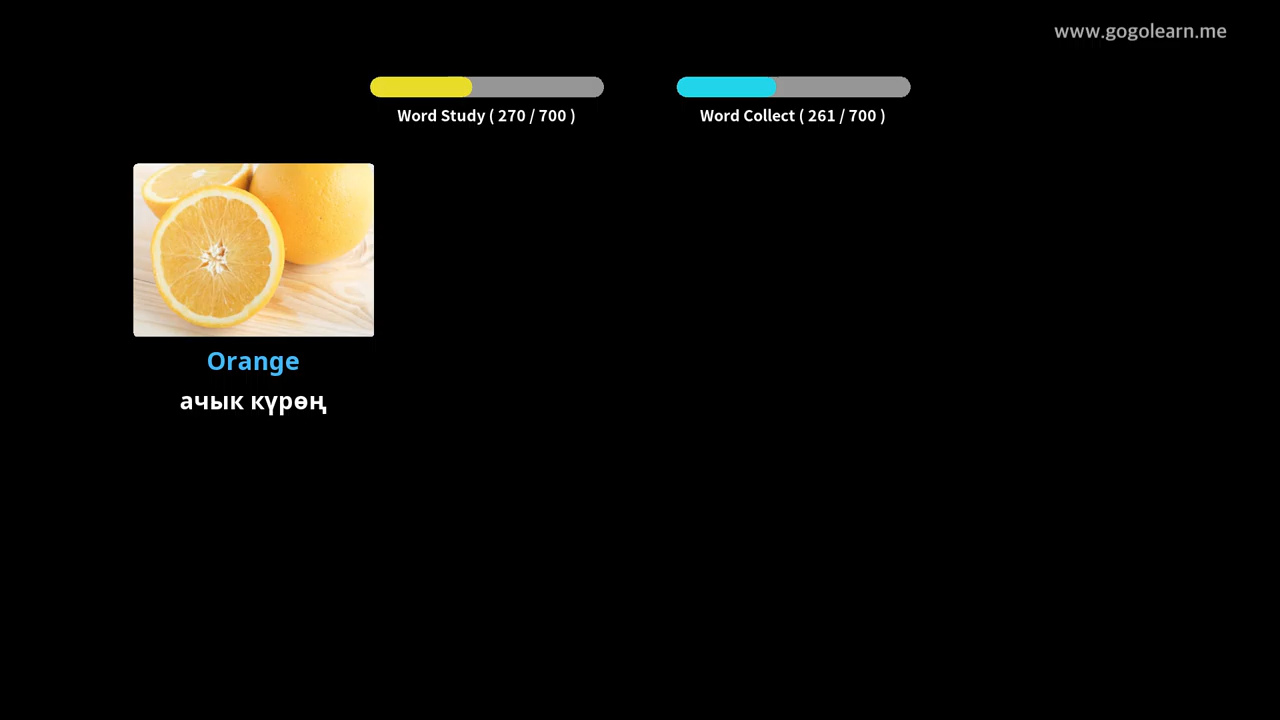 www.gogolearn.me
Word Study ( 270 / 700 )
Word Collect ( 261 / 700 )
Orange
ачык күрөң